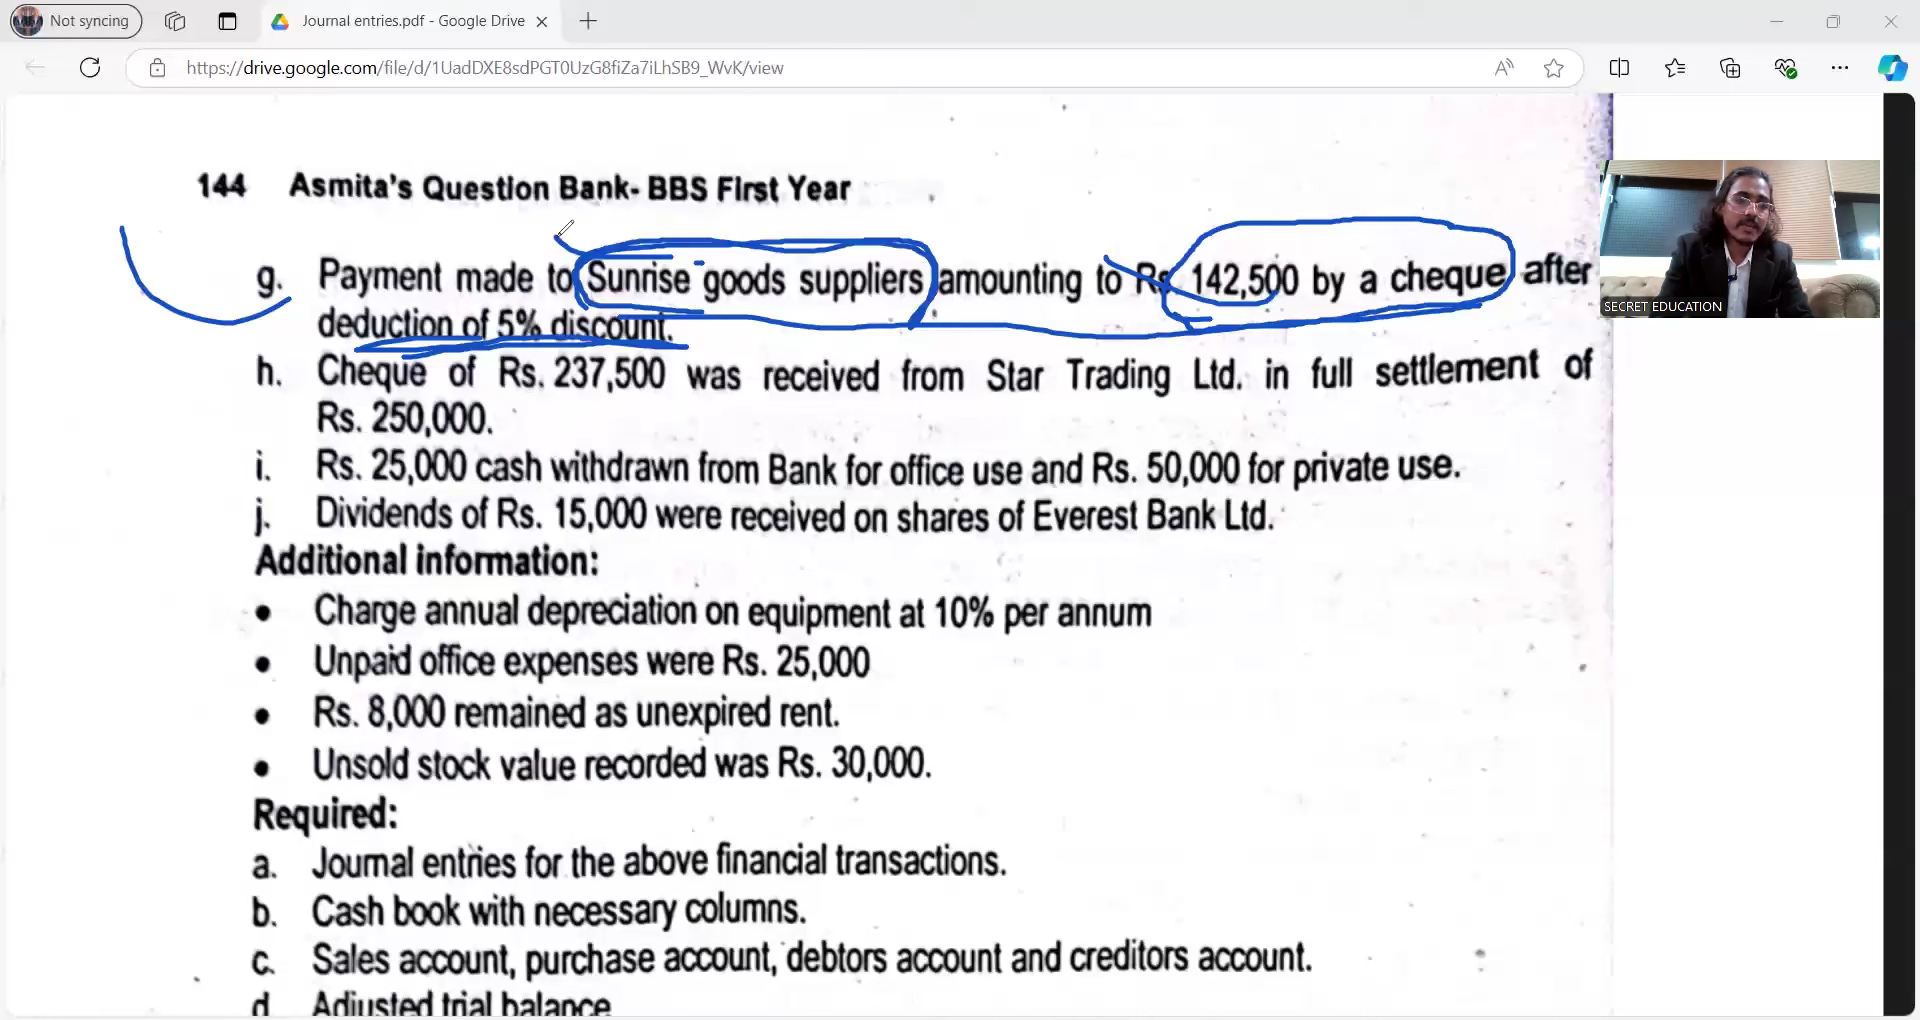 Not syncing
Journal entries.pdf - Google Drive
https://drive.google.com/file/d/1UadDXE8sdPGT0UzG8fiZa7iLhSB9_WvK/view
144 Asmita's Question Bank- BBS First Year
g. Payment made to Sunrise goods suppliers amounting to Rs. 142,500 by a cheque after
deduction of 5% discount.
SECRET EDUCATION
h. Cheque of Rs. 237,500 was received from Star Trading Ltd. in full settlement of
Rs. 250,000.
i. Rs. 25,000 cash withdrawn from Bank for office use and Rs. 50,000 for private use.
j. Dividends of Rs. 15,000 were received on shares of Everest Bank Ltd.
Additional information:
• Charge annual depreciation on equipment at 10% per annum
• Unpaid office expenses were Rs. 25,000
• Rs. 8,000 remained as unexpired rent.
• Unsold stock value recorded was Rs. 30,000.
Required:
a. Journal entries for the above financial transactions.
b. Cash book with necessary columns.
c. Sales account, purchase account, debtors account and creditors account.
d. Adjusted trial balance